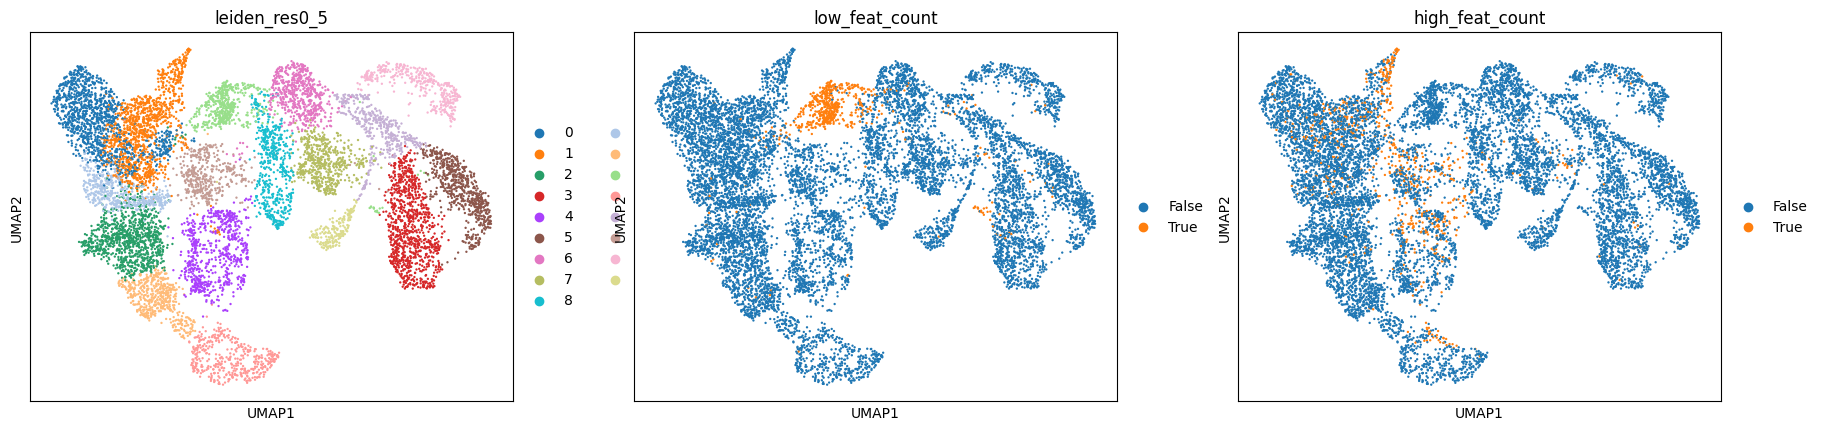 leiden_res0_5
UMAP2
UMAP1
0
1
2
3
4
5
6
7
8
low_feat_count
UMAP2
UMAP1
False
True
high_feat_count
UMAP2
UMAP1
False
True